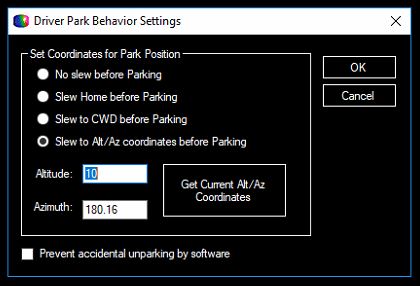 Driver Park Behavior Settings
Set Coordinates for Park Position
No slew before Parking
Slew Home before Parking
Slew to CWD before Parking
Slew to Alt/Az coordinates before Parking
OK
Cancel
Altitude: 10
Azimuth: 180.16
Get Current Alt/Az
Coordinates
Prevent accidental unparking by software